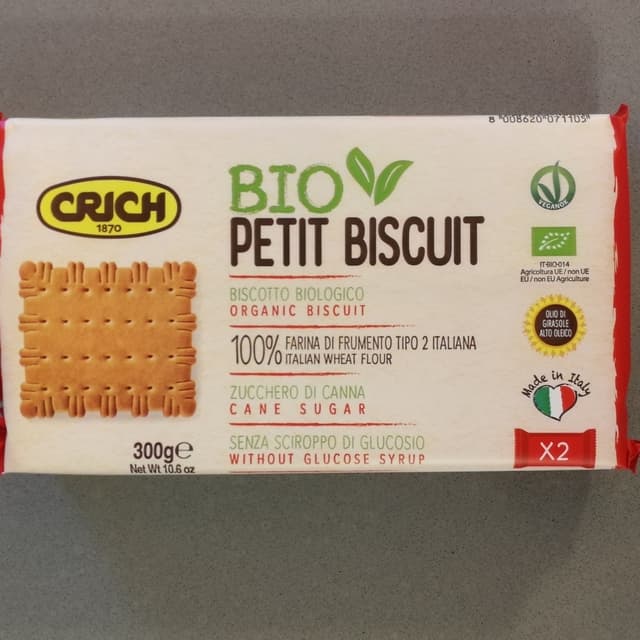 8 008620 071105
CRICH
1870
BIO
PETIT BISCUIT
BISCOTTO BIOLOGICO
ORGANIC BISCUIT
100% FARINA DI FRUMENTO TIPO 2 ITALIANA
ITALIAN WHEAT FLOUR
ZUCCHERO DI CANNA
CANE SUGAR
SENZA SCIROPPO DI GLUCOSIO
WITHOUT GLUCOSE SYRUP
300g℮
Net Wt 10.6 oz
VEGANOK
IT-BIO-014
Agricoltura UE / non UE
EU / non EU Agriculture
OLIO DI
GIRASOLE
ALTO OLEICO
Made in Italy
X2